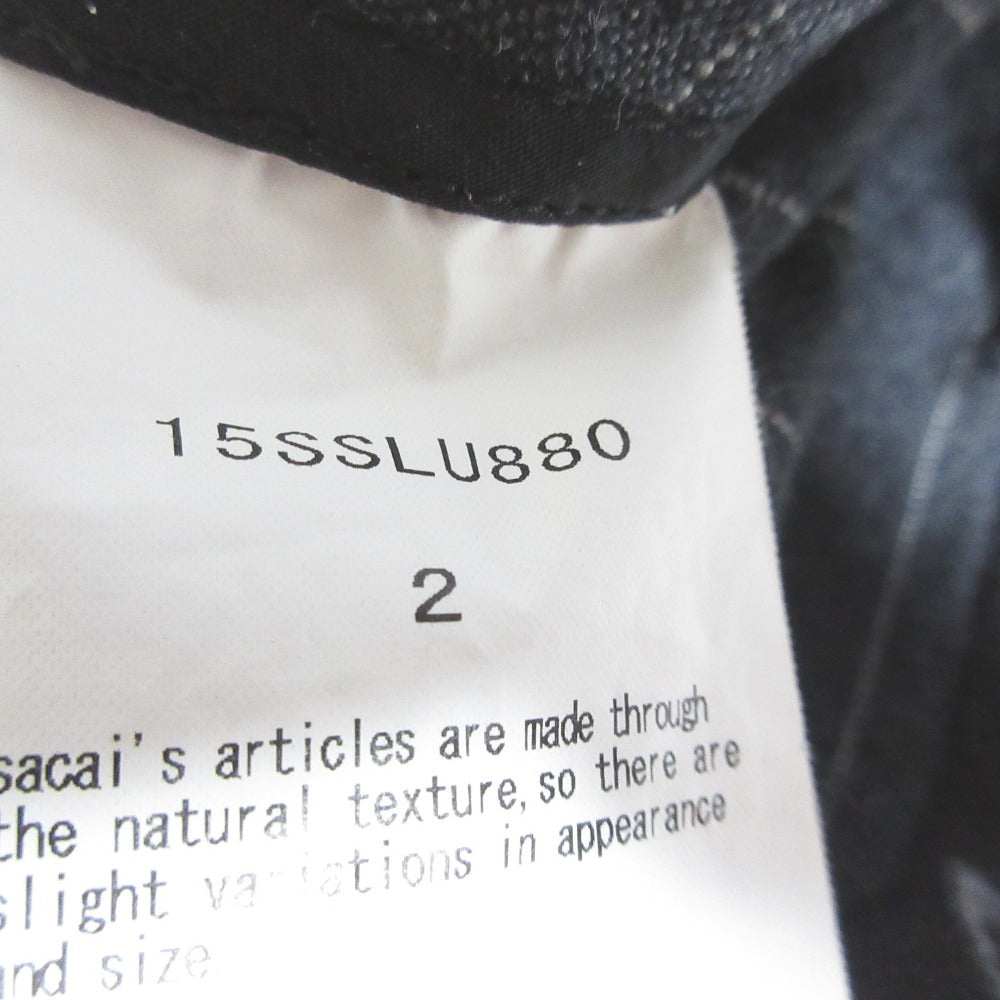 15SSLU880
2
sacai's articles are made through
the natural texture, so there are
slight variations in appearance
and size